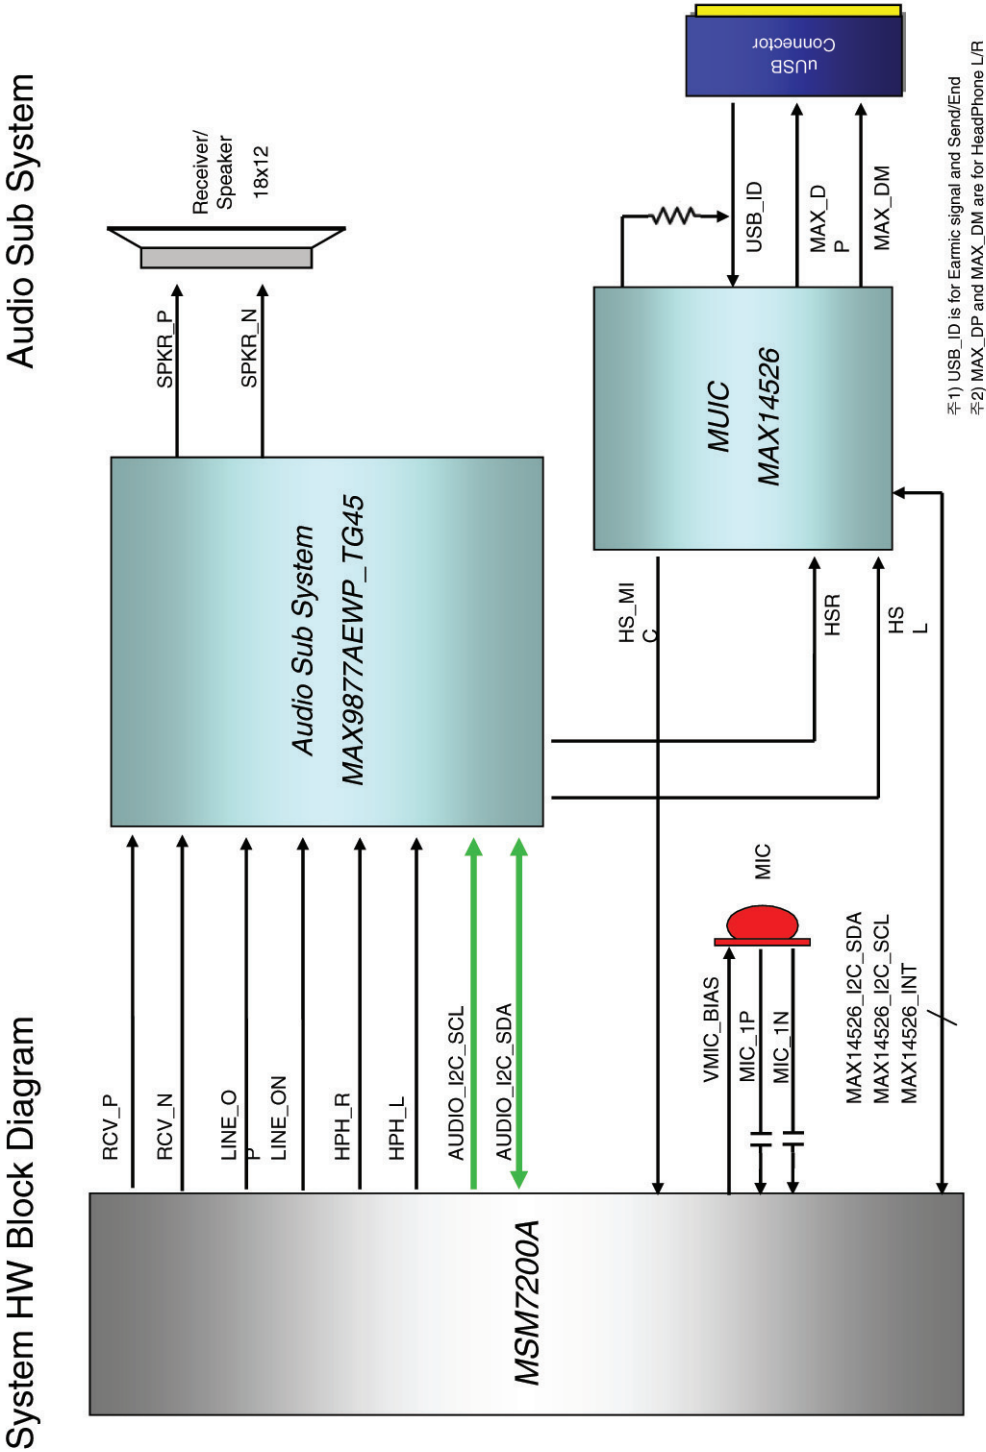 System HW Block Diagram
Audio Sub System
RCV_P
RCV_N
LINE_O
P
LINE_ON
HPH_R
HPH_L
AUDIO_I2C_SCL
AUDIO_I2C_SDA
MSM7200A
Audio Sub System
MAX9877AEWP_TG45
SPKR_P
SPKR_N
Receiver/
Speaker
18x12
HS_MI
C
HSR
HS
L
VMIC_BIAS
MIC_1P
MIC_1N
MIC
MAX14526_I2C_SDA
MAX14526_I2C_SCL
MAX14526_INT
MUIC
MAX14526
USB_ID
MAX_D
P
MAX_DM
uUSB
Connector
주1) USB_ID is for Earmic signal and Send/End
주2) MAX_DP and MAX_DM are for HeadPhone L/R